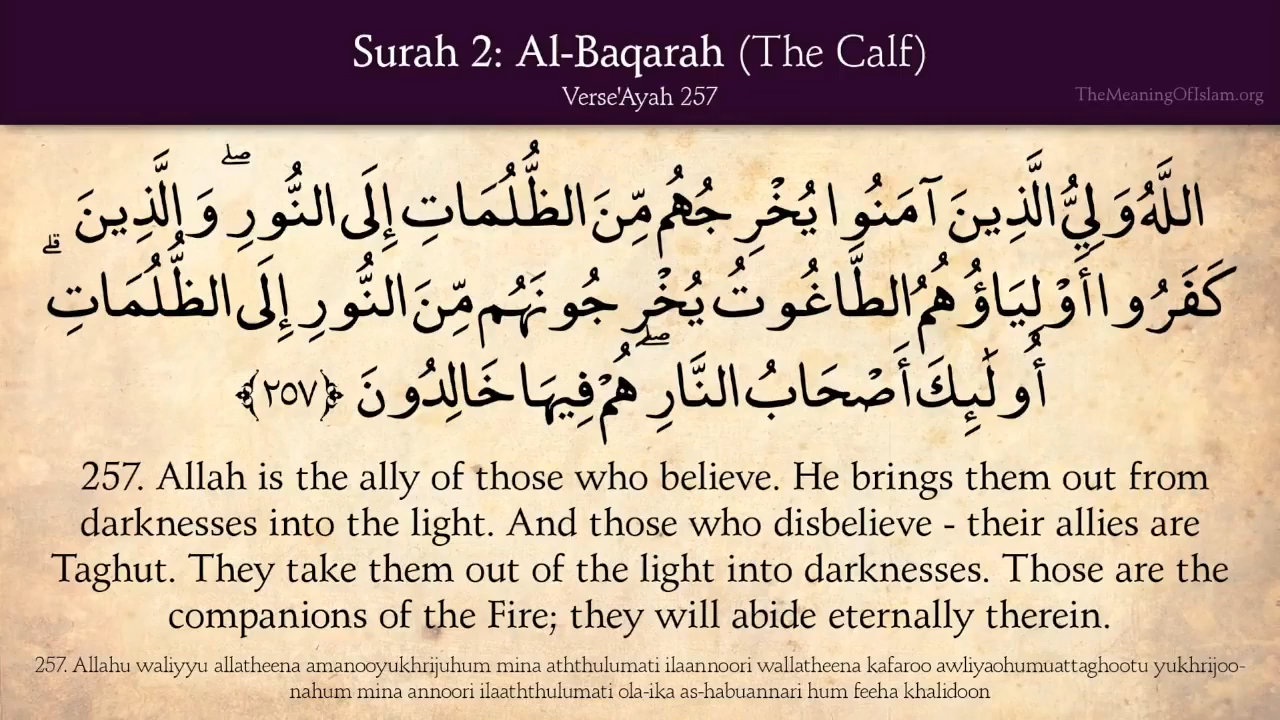 Surah 2: Al-Baqarah (The Calf)
Verse'Ayah 257
TheMeaningOfIslam.org
اللَّهُ وَلِيُّ الَّذِينَ آمَنُوا يُخْرِجُهُم مِّنَ الظُّلُمَاتِ إِلَى النُّورِ ۖ وَالَّذِينَ
كَفَرُوا أَوْلِيَاؤُهُمُ الطَّاغُوتُ يُخْرِجُونَهُم مِّنَ النُّورِ إِلَى الظُّلُمَاتِ ۗ
أُولَٰئِكَ أَصْحَابُ النَّارِ ۖ هُمْ فِيهَا خَالِدُونَ ﴿٢٥٧﴾
257. Allah is the ally of those who believe. He brings them out from
darknesses into the light. And those who disbelieve - their allies are
Taghut. They take them out of the light into darknesses. Those are the
companions of the Fire; they will abide eternally therein.
257. Allahu waliyyu allatheena amanooyukhrijuhum mina aththulumati ilaannoori wallatheena kafaroo awliyaohumuattaghootu yukhrijoo-
nahum mina annoori ilaaththulumati ola-ika as-habuannari hum feeha khalidoon